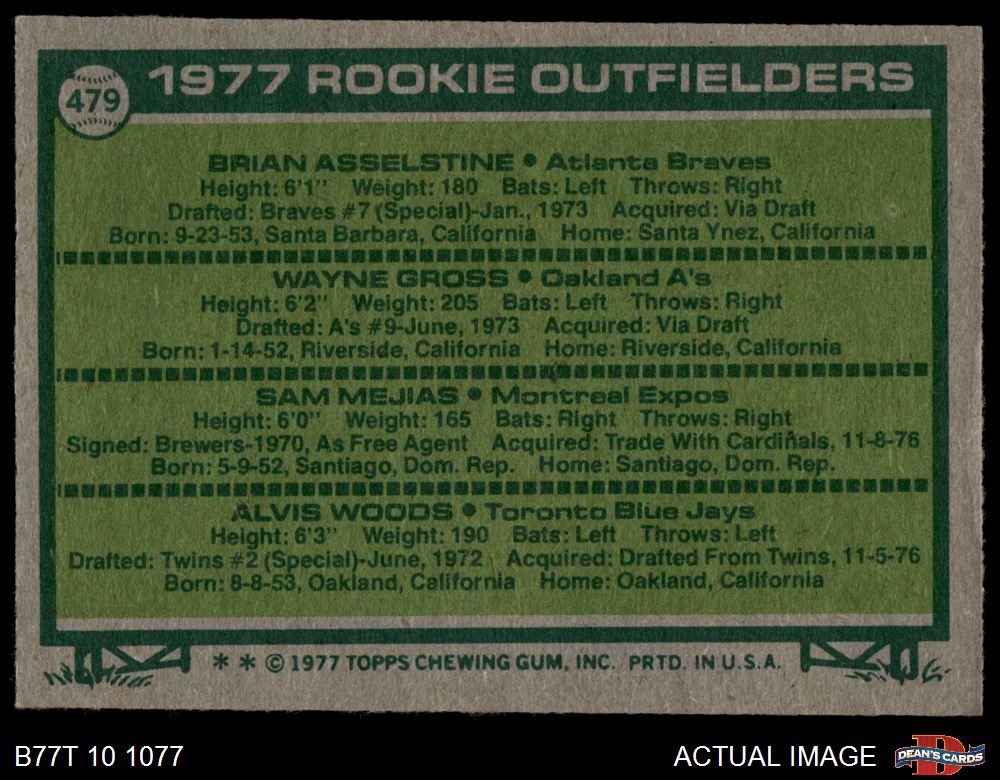 479
1977 ROOKIE OUTFIELDERS
BRIAN ASSELSTINE • Atlanta Braves
Height: 6'1" Weight: 180 Bats: Left Throws: Right
Drafted: Braves #7 (Special)-Jan., 1973 Acquired: Via Draft
Born: 9-23-53, Santa Barbara, California Home: Santa Ynez, California
WAYNE GROSS • Oakland A's
Height: 6'2" Weight: 205 Bats: Left Throws: Right
Drafted: A's #9-June, 1973 Acquired: Via Draft
Born: 1-14-52, Riverside, California Home: Riverside, California
SAM MEJIAS • Montreal Expos
Height: 6'0" Weight: 165 Bats: Right Throws: Right
Signed: Brewers-1970, As Free Agent Acquired: Trade With Cardinals, 11-8-76
Born: 5-9-52, Santiago, Dom. Rep. Home: Santiago, Dom. Rep.
ALVIS WOODS • Toronto Blue Jays
Height: 6'3" Weight: 190 Bats: Left Throws: Left
Drafted: Twins #2 (Special)-June, 1972 Acquired: Drafted From Twins, 11-5-76
Born: 8-8-53, Oakland, California Home: Oakland, California
* * © 1977 TOPPS CHEWING GUM, INC. PRTD. IN U.S.A.
B77T 10 1077
ACTUAL IMAGE
DEAN'S CARDS